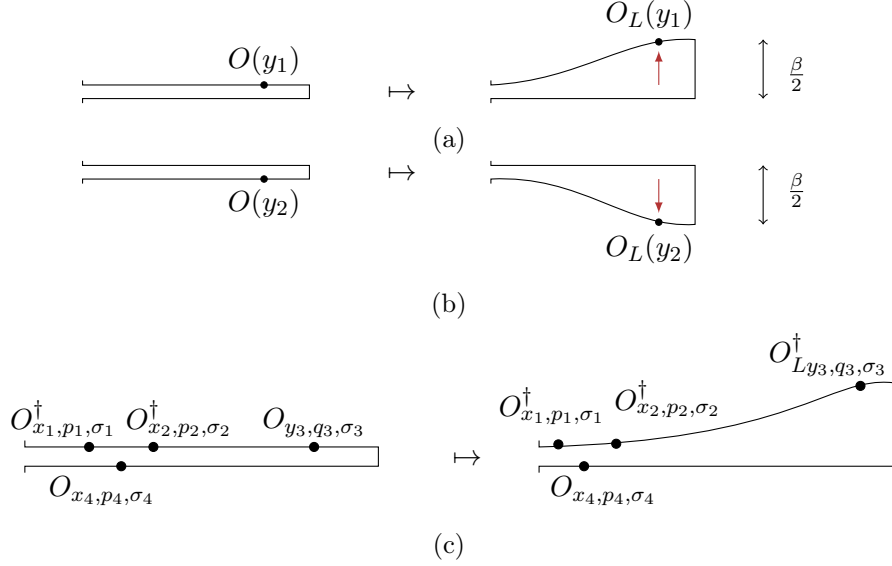 O_L(y_1)
O(y_1)
↦
β/2
(a)
↦
β/2
O(y_2)
O_L(y_2)
(b)
O^†_{Ly_3,q_3,σ_3}
O^†_{x_1,p_1,σ_1} O^†_{x_2,p_2,σ_2} O_{y_3,q_3,σ_3}
O^†_{x_1,p_1,σ_1} O^†_{x_2,p_2,σ_2}
↦
O_{x_4,p_4,σ_4}
O_{x_4,p_4,σ_4}
(c)